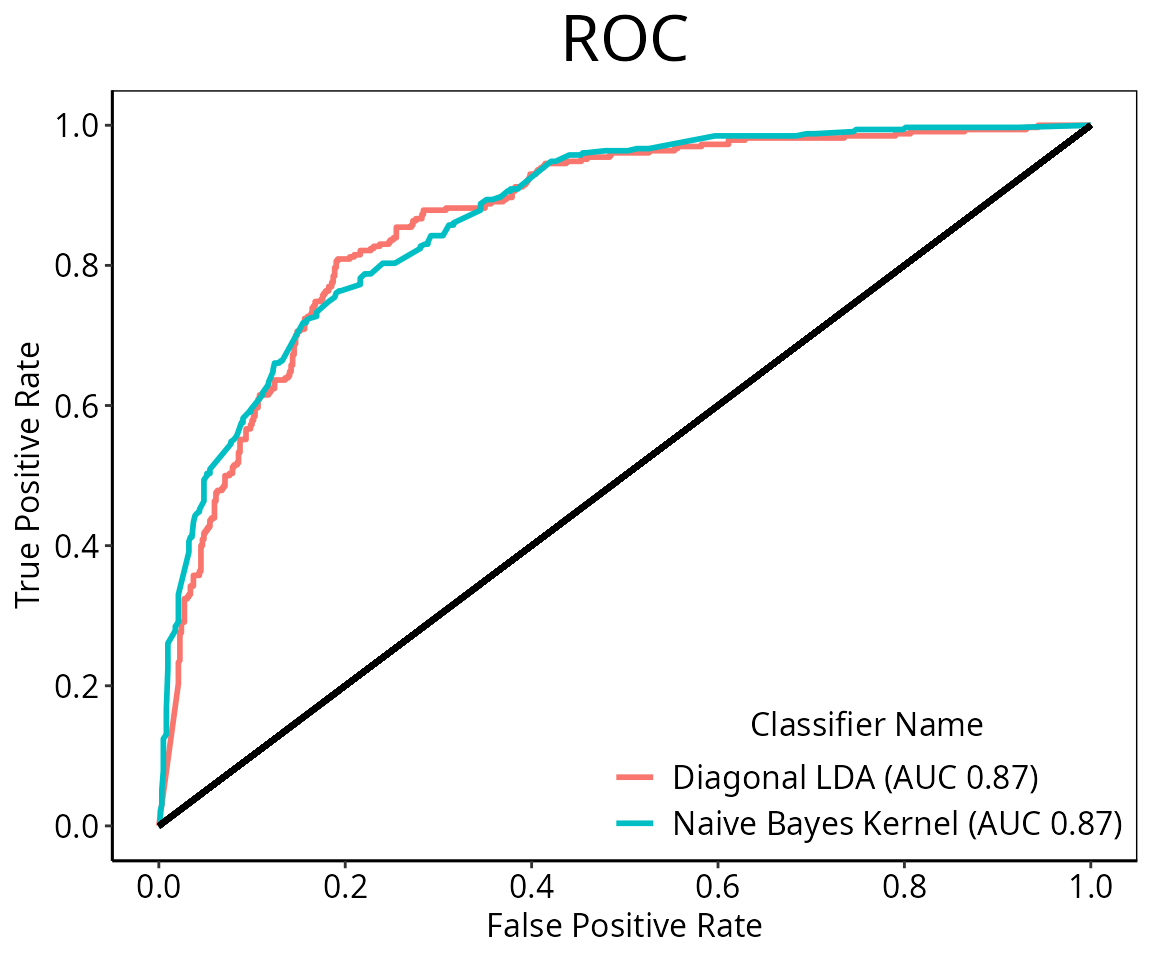 ROC
True Positive Rate
1.0
0.8
0.6
0.4
0.2
0.0
Classifier Name
Diagonal LDA (AUC 0.87)
Naive Bayes Kernel (AUC 0.87)
0.0 0.2 0.4 0.6 0.8 1.0
False Positive Rate